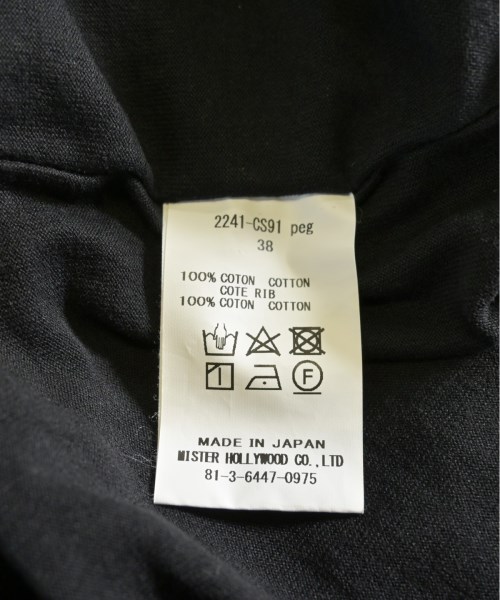 2241-CS91 peg
38
100% COTON COTTON
COTE RIB
100% COTON COTTON
F
MADE IN JAPAN
MISTER HOLLYWOOD CO.,LTD
81-3-6447-0975